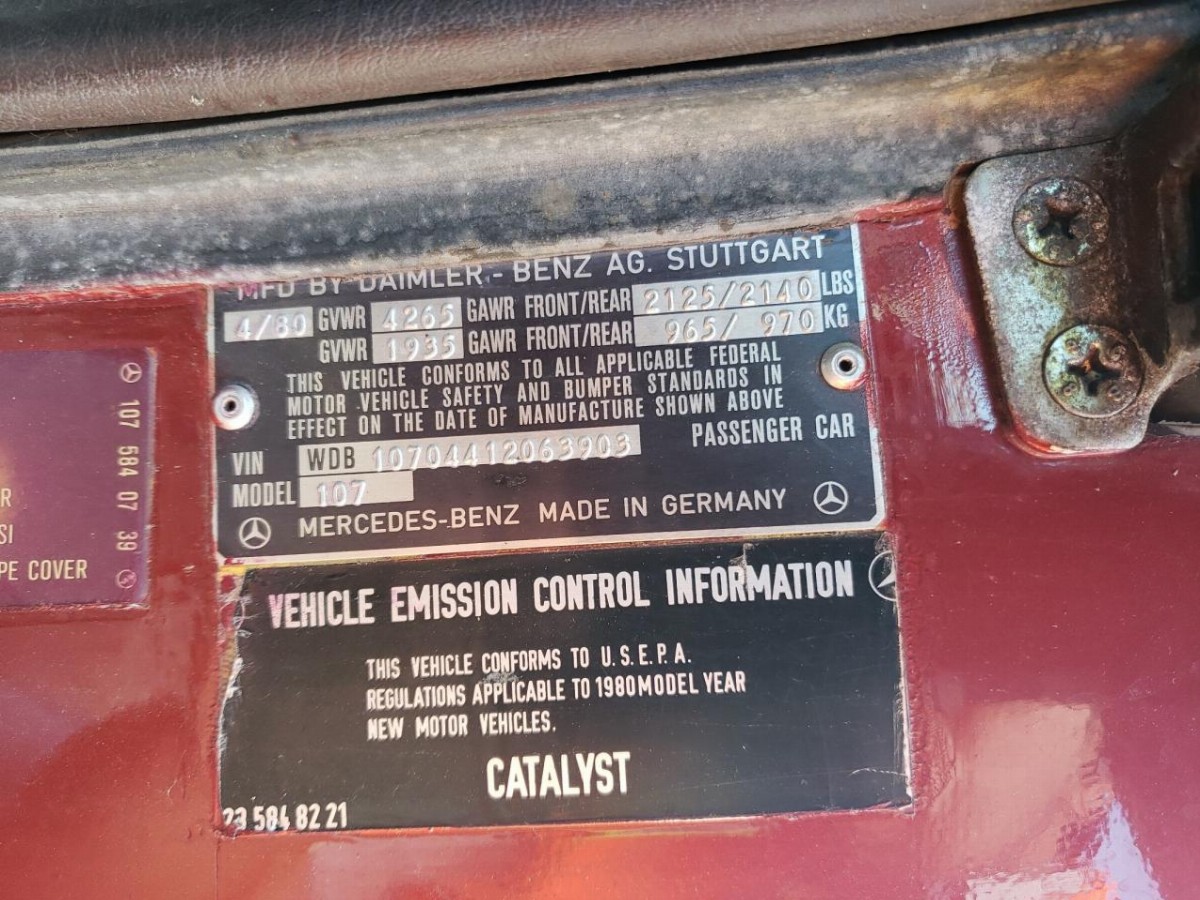 MFD BY DAIMLER.- BENZ AG. STUTTGART
4/80 GVWR 4265 GAWR FRONT/REAR 2125/2140 LBS
GVWR 1935 GAWR FRONT/REAR 965/ 970 KG
THIS VEHICLE CONFORMS TO ALL APPLICABLE FEDERAL
MOTOR VEHICLE SAFETY AND BUMPER STANDARDS IN
EFFECT ON THE DATE OF MANUFACTURE SHOWN ABOVE
VIN WDB 10704412063903 PASSENGER CAR
MODEL 107
MERCEDES-BENZ MADE IN GERMANY
107 584 07 39
R
SI
PE COVER
VEHICLE EMISSION CONTROL INFORMATION
THIS VEHICLE CONFORMS TO U.S.E.P.A.
REGULATIONS APPLICABLE TO 1980 MODEL YEAR
NEW MOTOR VEHICLES.
CATALYST
23 584 82 21